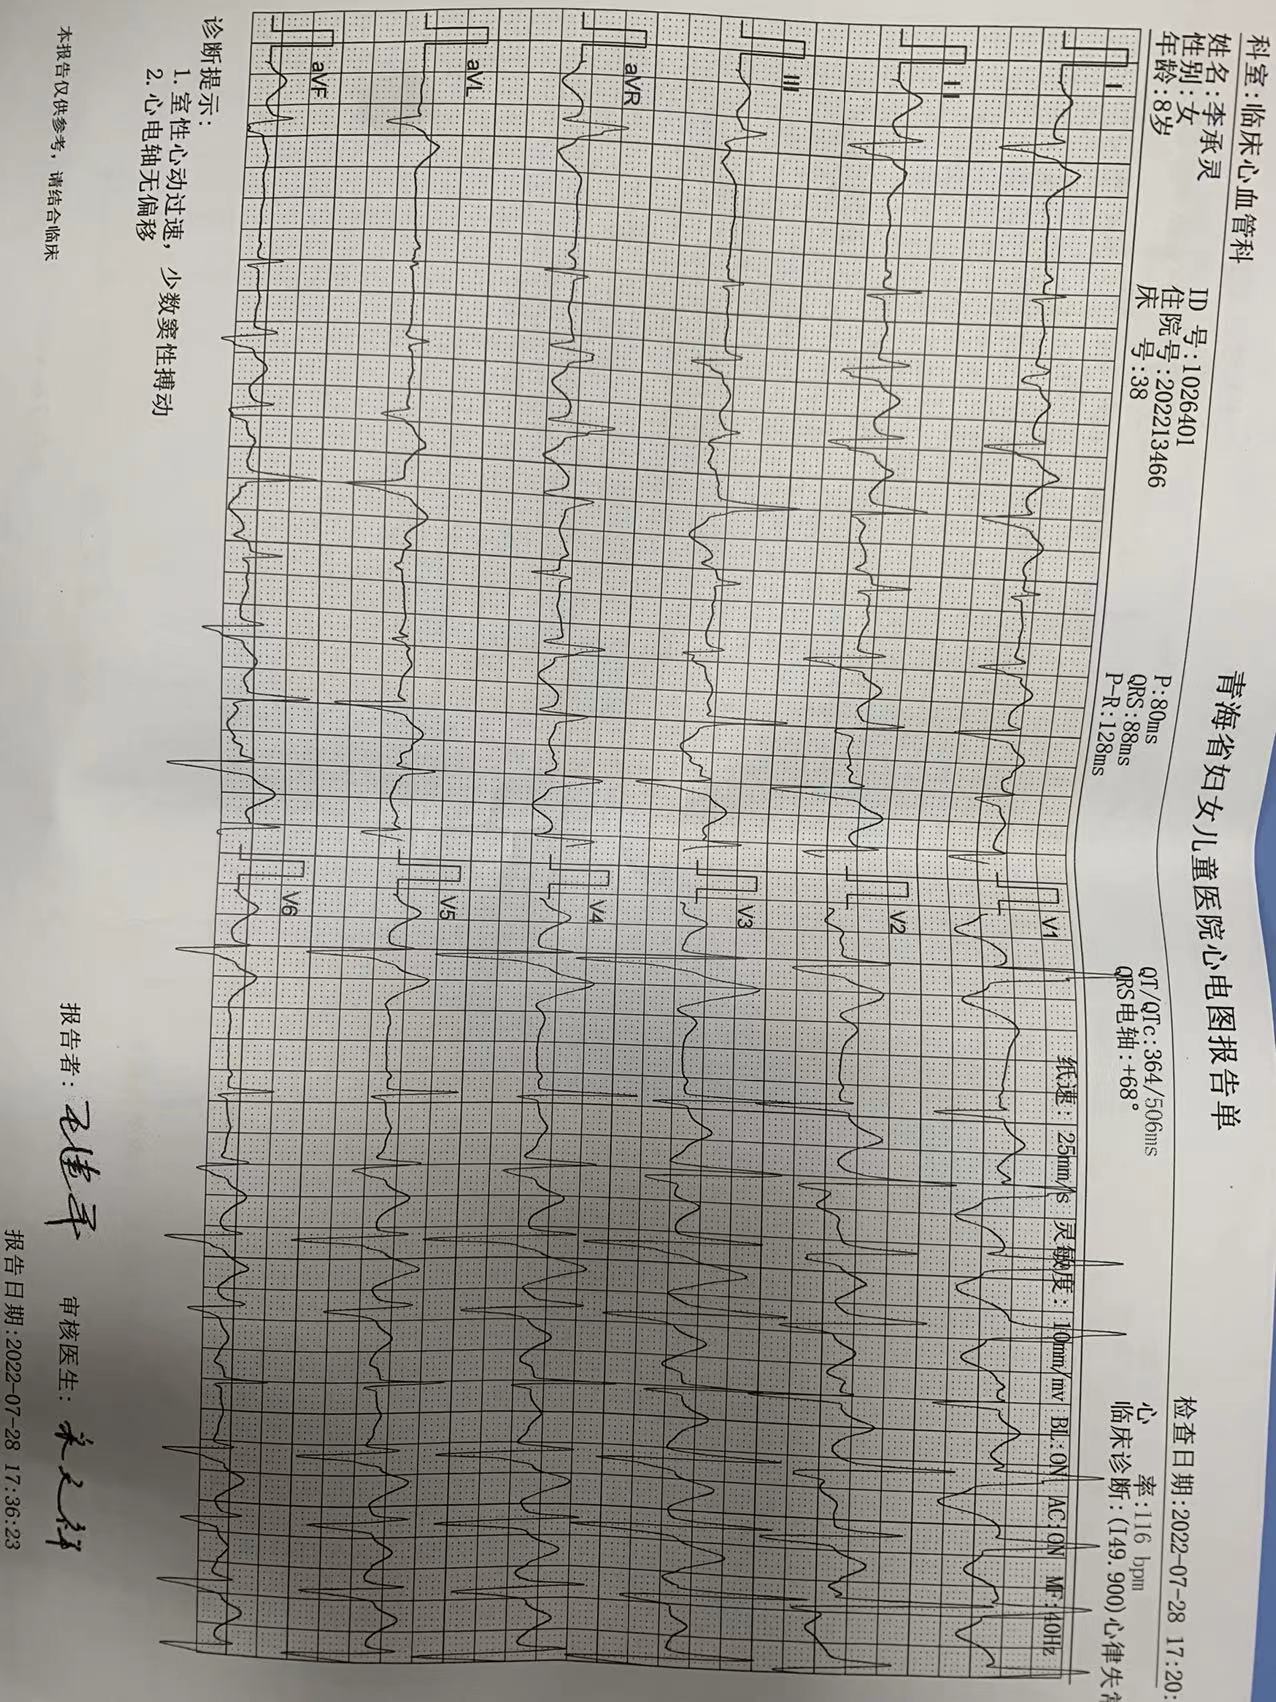 青海省妇女儿童医院心电图报告单
科室:临床心血管科
检查日期:2022-07-28 17:20:
姓名:李承灵
ID 号:1026401
P:80ms
QT/QTc:364/506ms
心 率:116 bpm
性别:女
住院号:202213466
QRS:88ms
QRS电轴:+68°
临床诊断:(I49.900)心律失常
年龄:8岁
床 号:38
P-R:128ms
纸速: 25mm/s 灵敏度: 10mm/mv BL:ON AC:ON MF:40Hz
I
V1
II
V2
III
V3
aVR
V4
aVL
V5
aVF
V6
诊断提示:
1.室性心动过速, 少数窦性搏动
2.心电轴无偏移
报告者:
审核医生:
本报告仅供参考, 请结合临床
报告日期:2022-07-28 17:36:23